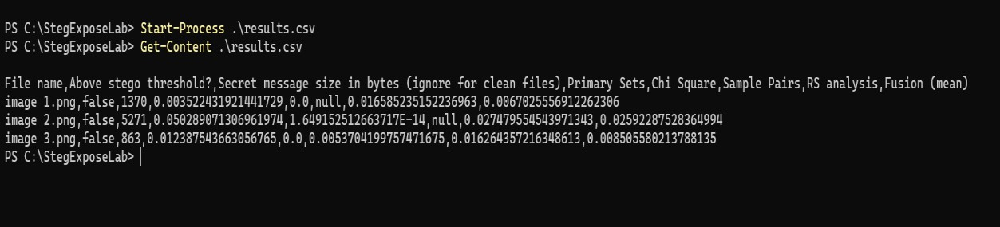 PS C:\StegExposeLab> Start-Process .\results.csv
PS C:\StegExposeLab> Get-Content .\results.csv
File name,Above stego threshold?,Secret message size in bytes (ignore for clean files),Primary Sets,Chi Square,Sample Pairs,RS analysis,Fusion (mean)
image 1.png,false,1370,0.003522431921441729,0.0,null,0.016585235152236963,0.0067025556912262306
image 2.png,false,5271,0.050289071306961974,1.649152512663717E-14,null,0.027479554543971343,0.02592287528364994
image 3.png,false,863,0.012387543663056765,0.0,0.0053704199757471675,0.016264357216348613,0.008505580213788135
PS C:\StegExposeLab>